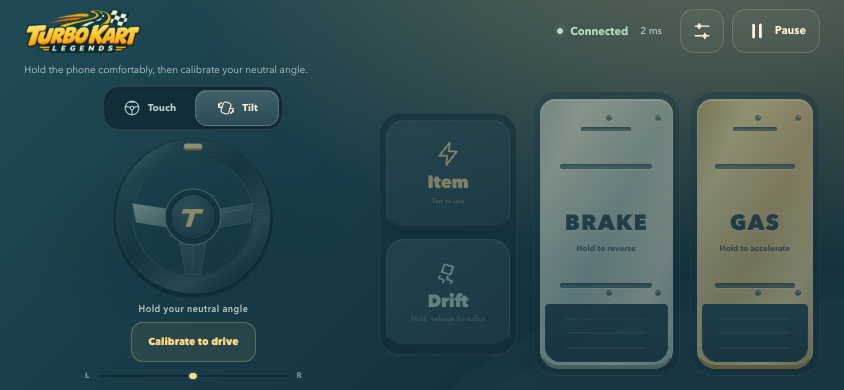 TURBO KART
LEGENDS
Hold the phone comfortably, then calibrate your neutral angle.
Connected 2 ms
Pause
Touch Tilt
T
Hold your neutral angle
Calibrate to drive
L R
Item
Tap to use
Drift
Hold · release for turbo
BRAKE
Hold to reverse
GAS
Hold to accelerate